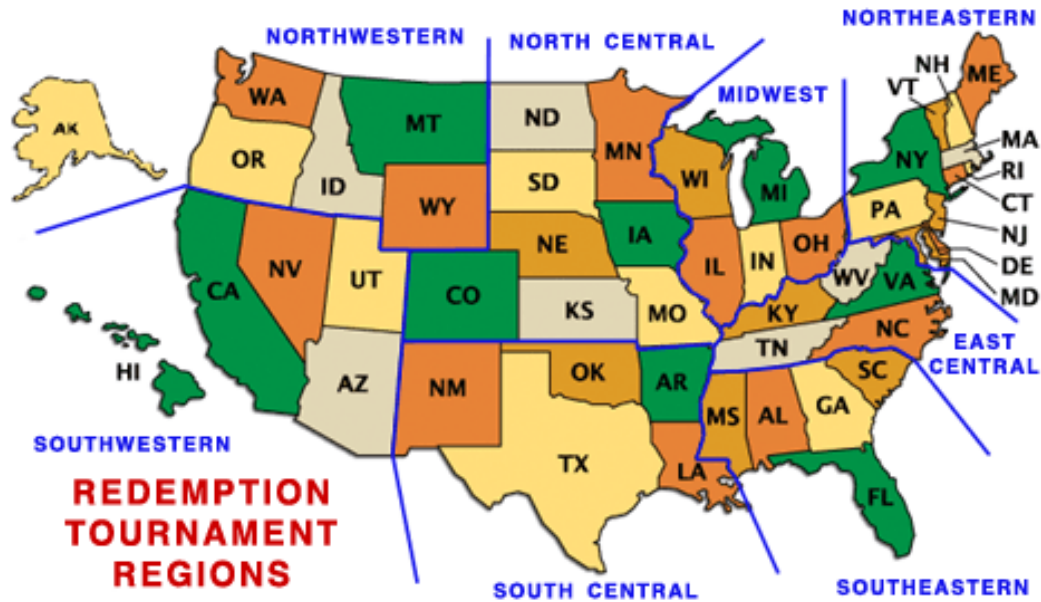 NORTHWESTERN
NORTH CENTRAL
NORTHEASTERN
MIDWEST
NH
ME
VT
WA
MT
ND
MN
AK
OR
ID
SD
WI
MI
NY
MA
RI
CT
WY
PA
NJ
NE
IA
OH
DE
NV
UT
IL
IN
WV
VA
MD
CA
CO
KS
MO
KY
NC
EAST
CENTRAL
TN
HI
AZ
NM
OK
AR
SC
MS
AL
GA
SOUTHWESTERN
TX
LA
FL
REDEMPTION
TOURNAMENT
REGIONS
SOUTH CENTRAL
SOUTHEASTERN